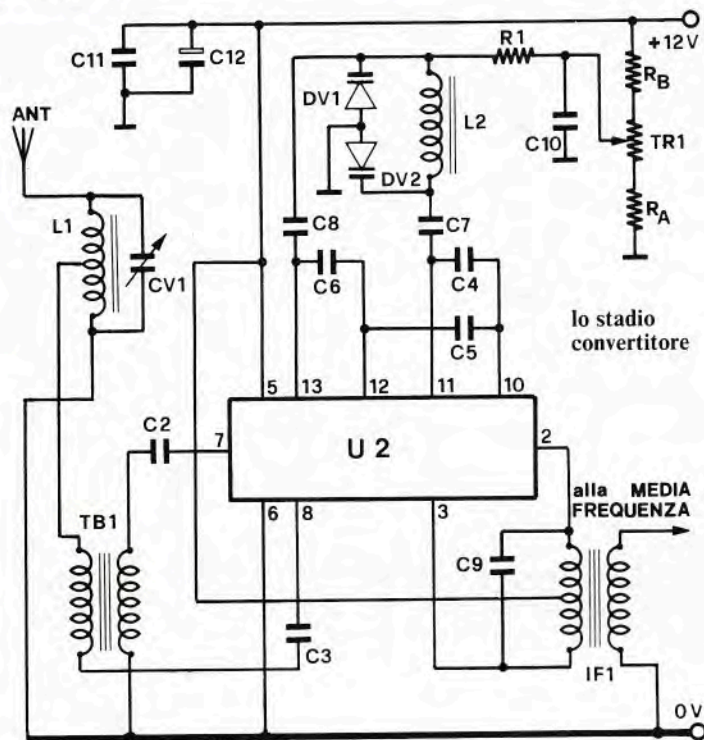 +12V
C11
C12
R1
RB
DV1
ANT
L2
C10
TR1
DV2
RA
C8
C7
L1
CV1
C6
C4
lo stadio
convertitore
C5
5
13
12
11
10
C2
7
U2
2
alla MEDIA
FREQUENZA
TB1
6
8
3
C9
C3
IF1
0V